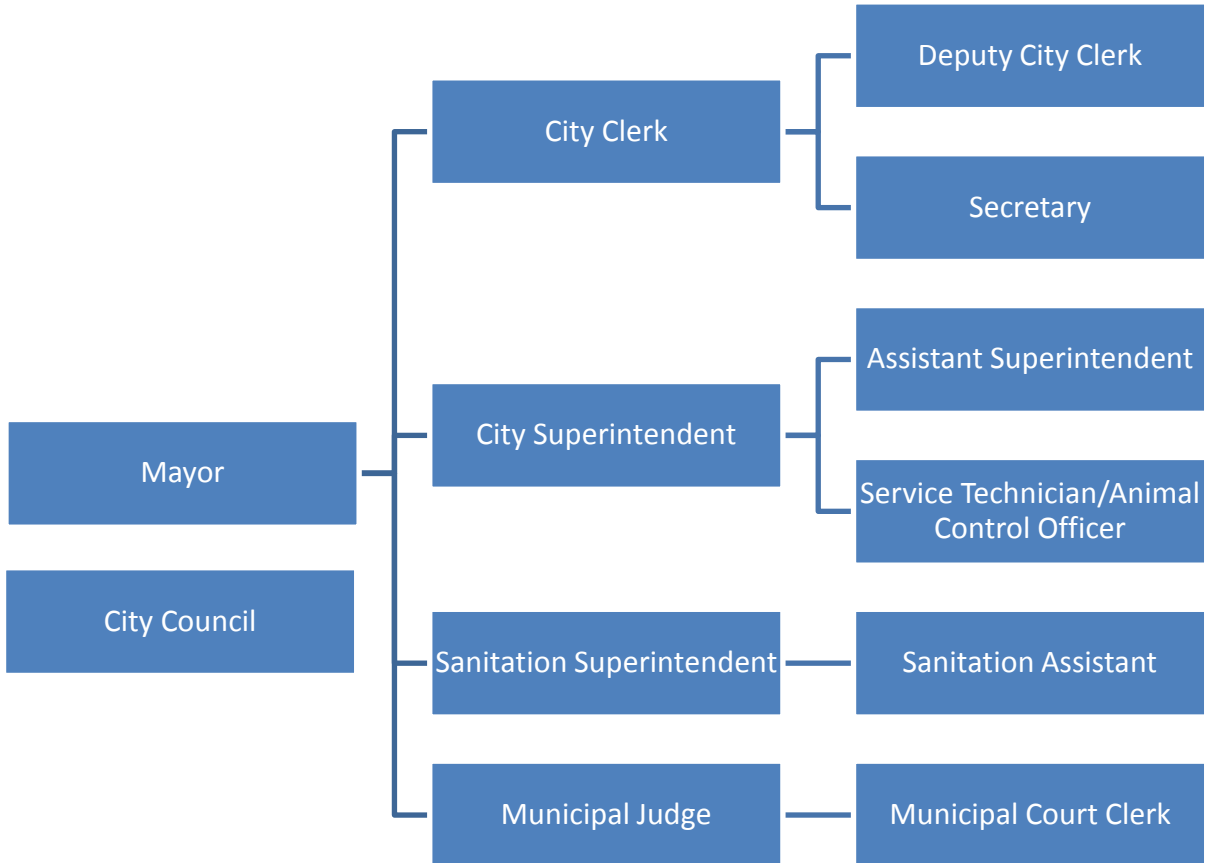 Mayor
City Council
City Clerk
Deputy City Clerk
Secretary
City Superintendent
Assistant Superintendent
Service Technician/Animal
Control Officer
Sanitation Superintendent
Sanitation Assistant
Municipal Judge
Municipal Court Clerk